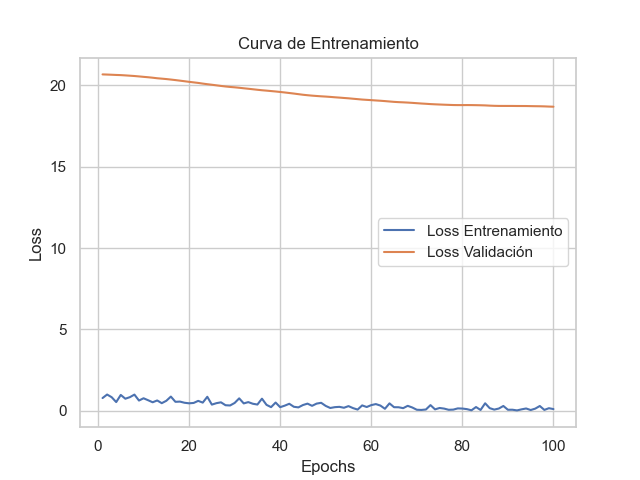 Curva de Entrenamiento
20
15
10
5
0
Loss
Loss Entrenamiento
Loss Validación
0 20 40 60 80 100
Epochs